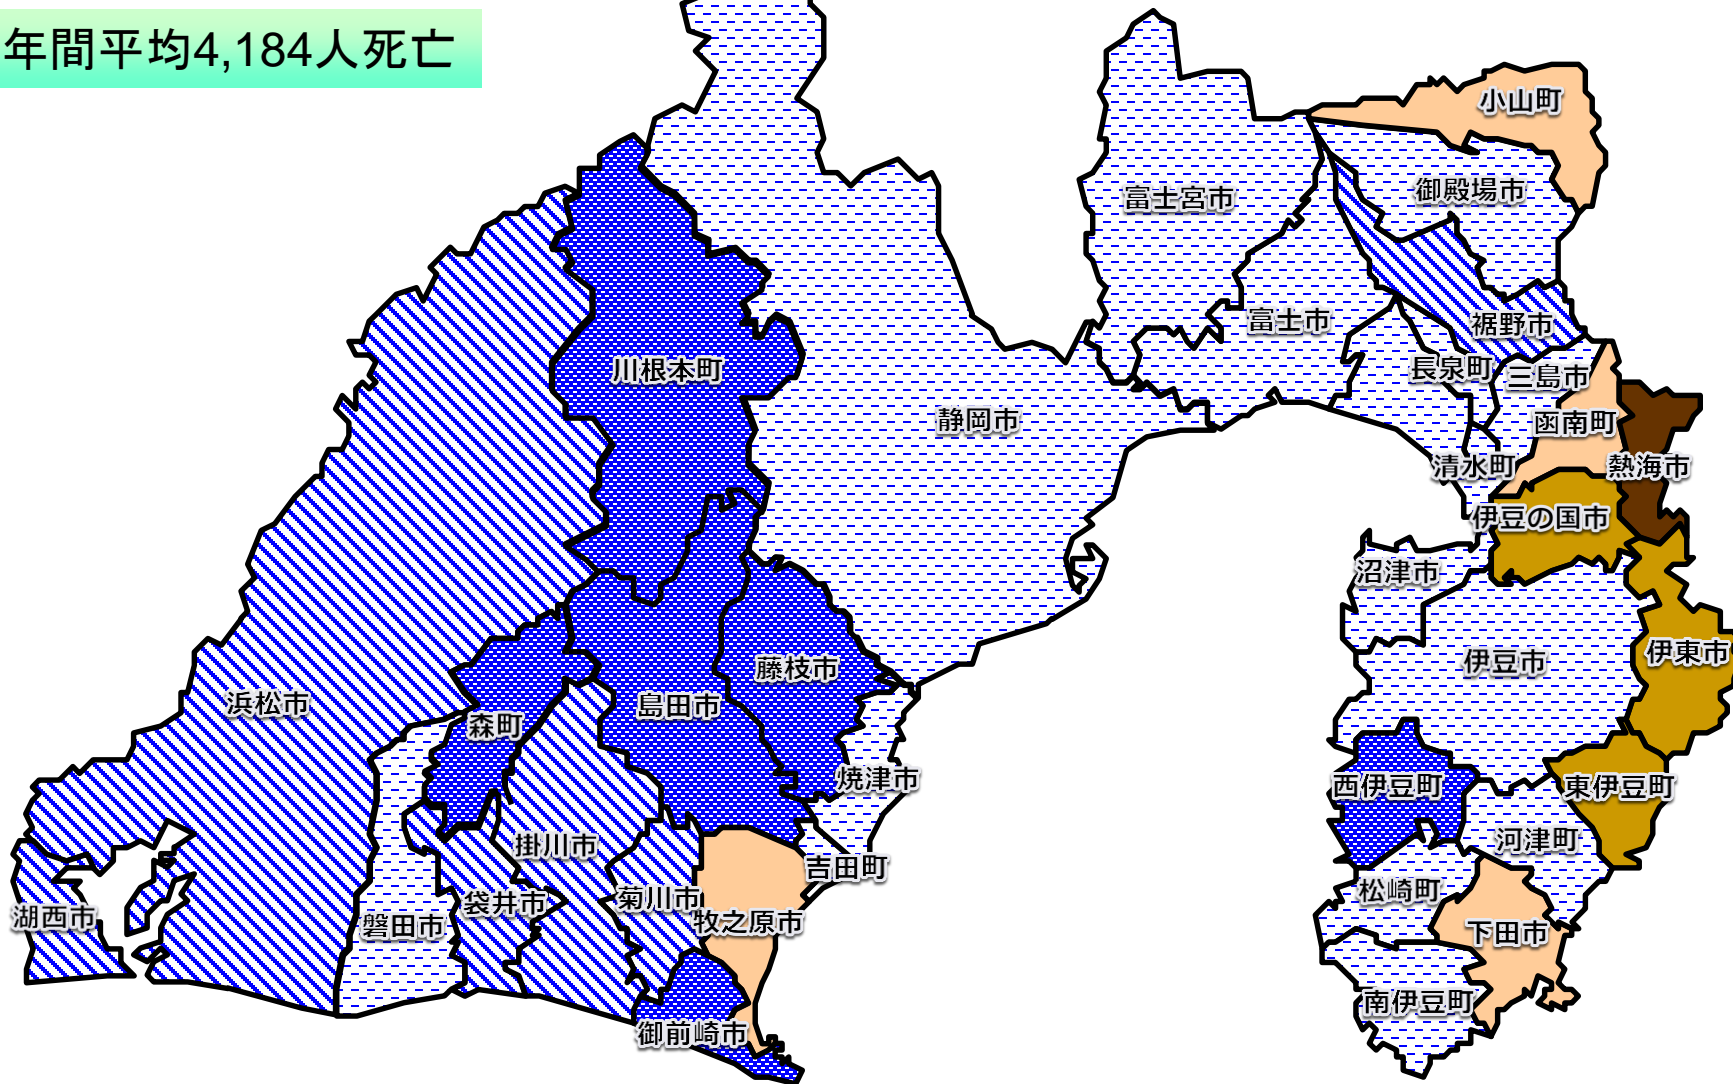 年間平均4,184人死亡
小山町
御殿場市
富士宮市
富士市
裾野市
川根本町
長泉町
三島市
静岡市
函南町
清水町
熱海市
伊豆の国市
沼津市
藤枝市
伊豆市
伊東市
浜松市
島田市
森町
焼津市
西伊豆町
東伊豆町
掛川市
河津町
吉田町
松崎町
湖西市
磐田市
袋井市
菊川市
牧之原市
下田市
南伊豆町
御前崎市